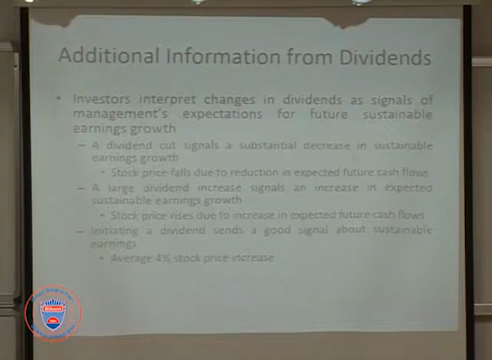 Additional Information from Dividends
• Investors interpret changes in dividends as signals of
management's expectations for future sustainable
earnings growth
– A dividend cut signals a substantial decrease in sustainable
earnings growth
• Stock price falls due to reduction in expected future cash flows
– A large dividend increase signals an increase in expected
sustainable earnings growth
• Stock price rises due to increase in expected future cash flows
– Initiating a dividend sends a good signal about sustainable
earnings
• Average 4% stock price increase